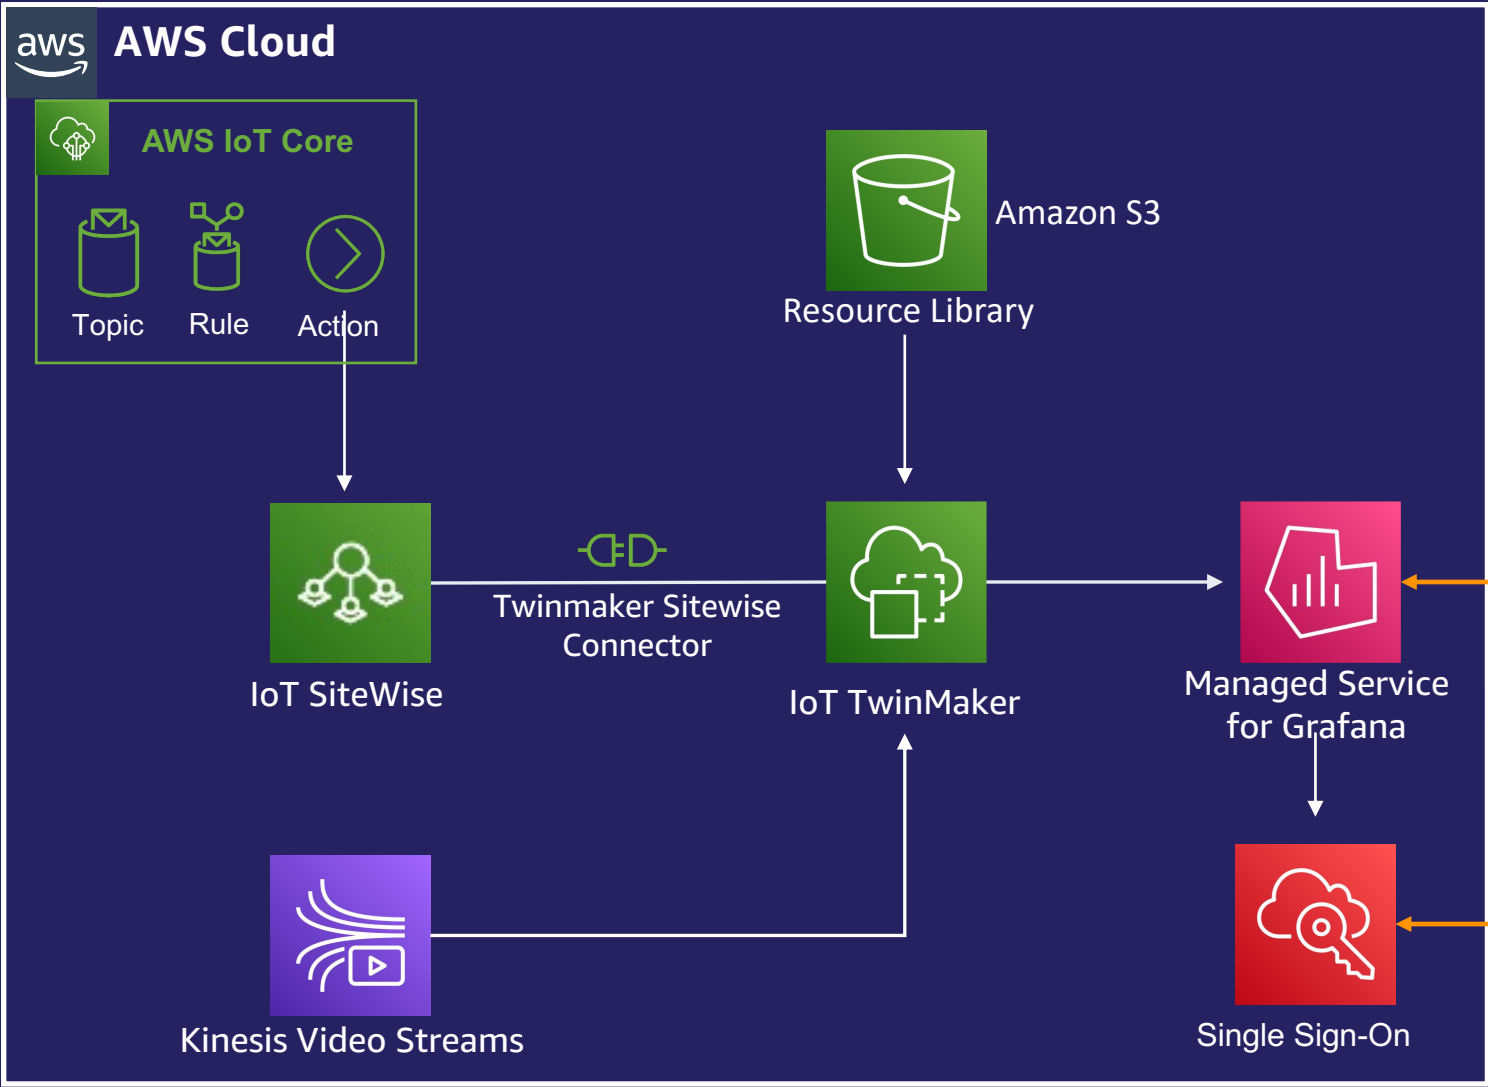 aws
AWS Cloud
AWS IoT Core
Topic
Rule
Action
Amazon S3
Resource Library
Twinmaker Sitewise
Connector
IoT SiteWise
IoT TwinMaker
Managed Service
for Grafana
Kinesis Video Streams
Single Sign-On